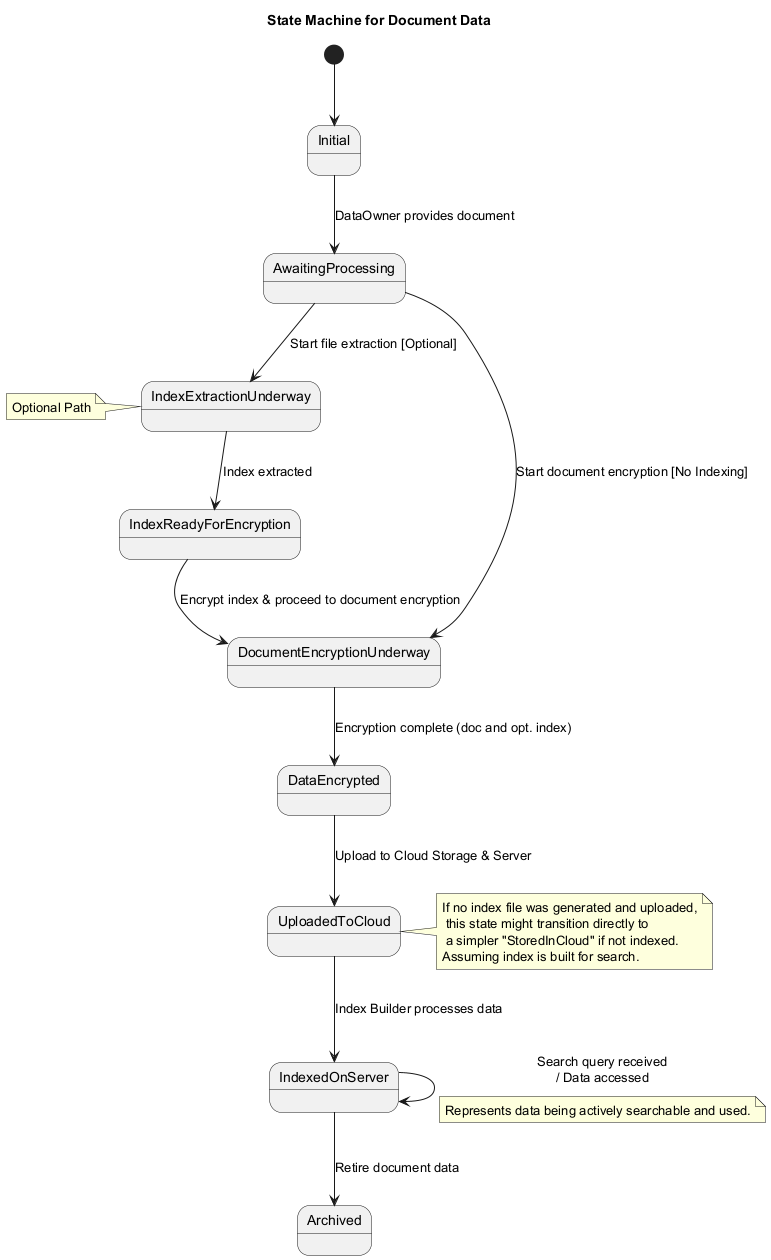 State Machine for Document Data
Initial
DataOwner provides document
AwaitingProcessing
Start file extraction [Optional]
IndexExtractionUnderway
Optional Path
Index extracted
Start document encryption [No Indexing]
IndexReadyForEncryption
Encrypt index & proceed to document encryption
DocumentEncryptionUnderway
Encryption complete (doc and opt. index)
DataEncrypted
Upload to Cloud Storage & Server
UploadedToCloud
If no index file was generated and uploaded,
this state might transition directly to
a simpler "StoredInCloud" if not indexed.
Assuming index is built for search.
Index Builder processes data
IndexedOnServer
Search query received
/ Data accessed
Represents data being actively searchable and used.
Retire document data
Archived